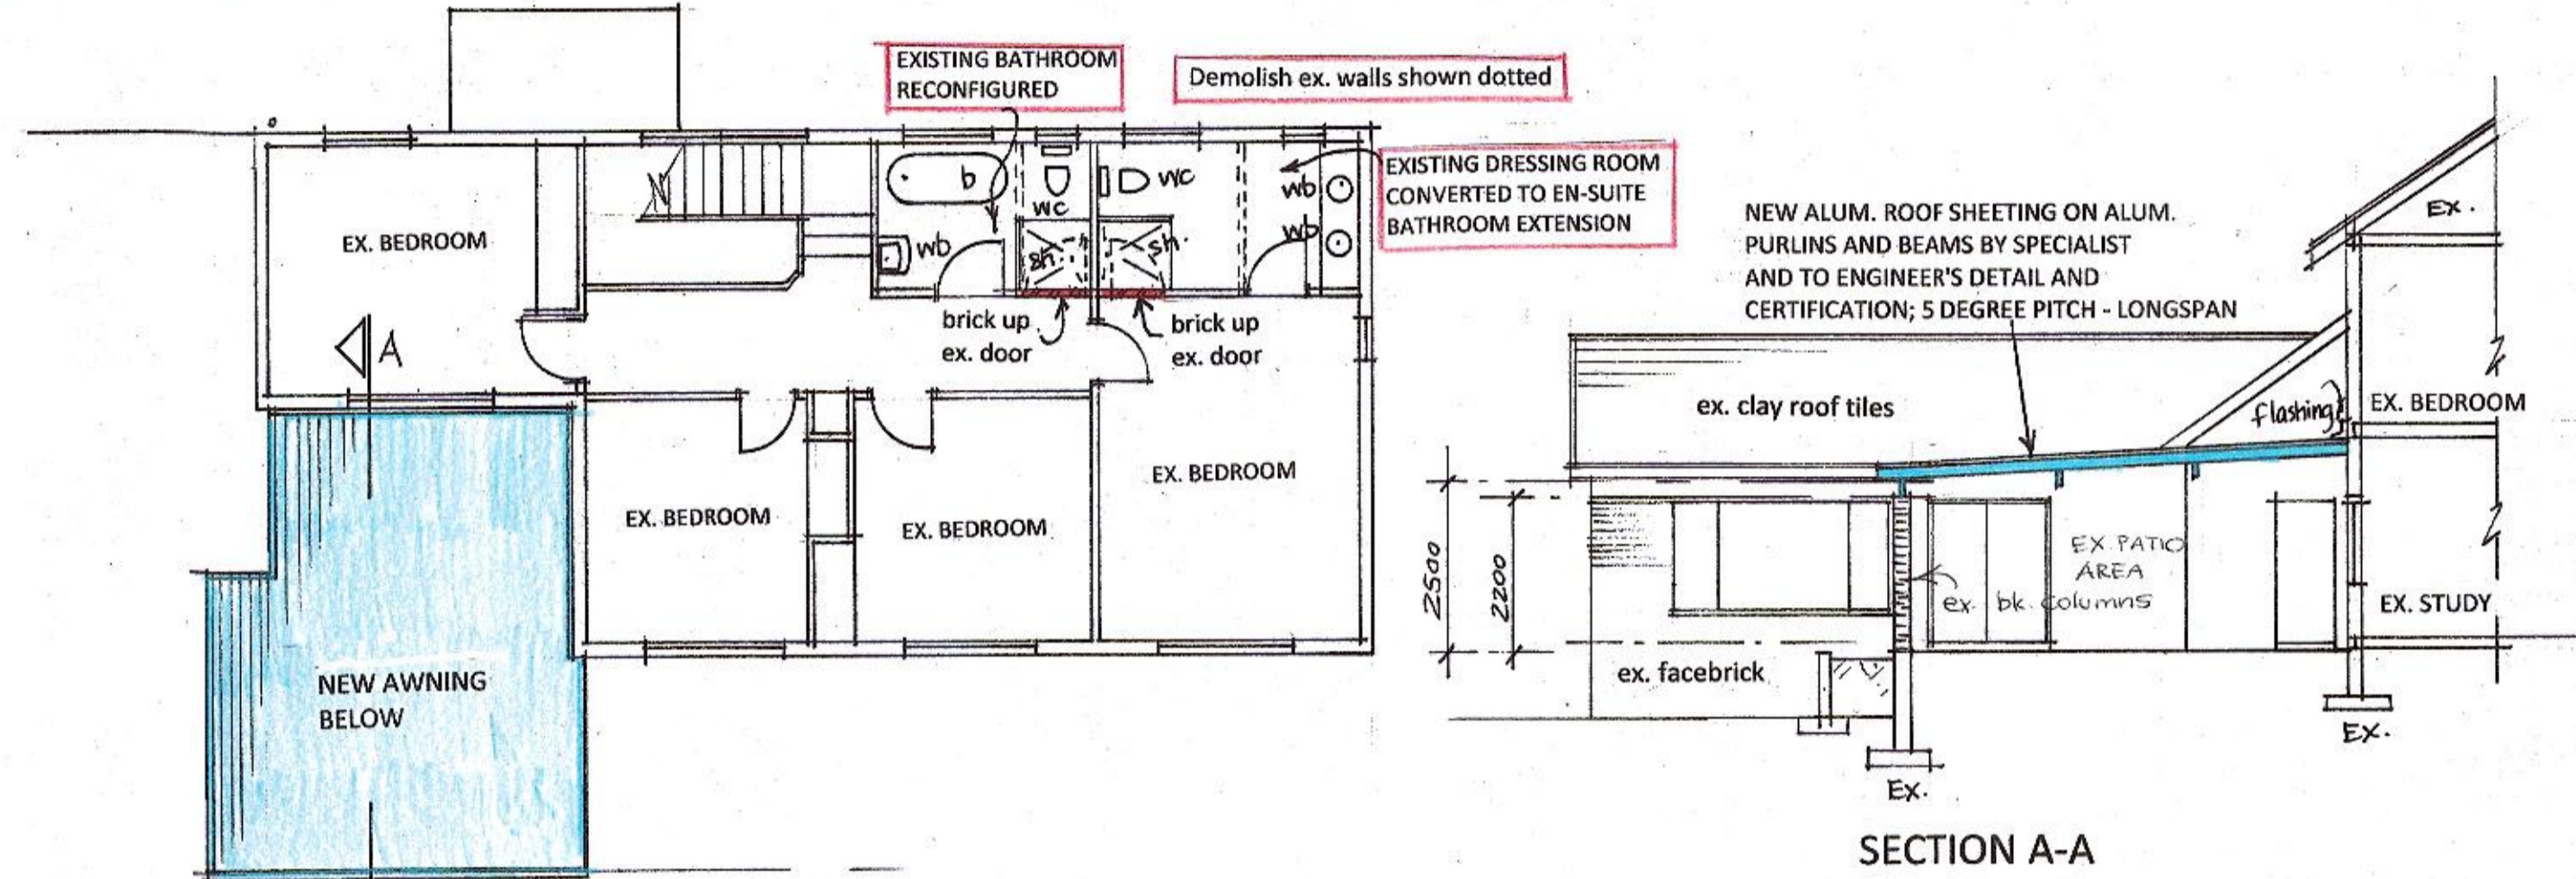 EXISTING BATHROOM
RECONFIGURED
Demolish ex. walls shown dotted
EXISTING DRESSING ROOM
CONVERTED TO EN-SUITE
BATHROOM EXTENSION
EX. BEDROOM
b
wc
wc
wb
wb
wb
sh.
sh.
brick up
ex. door
brick up
ex. door
A
EX. BEDROOM
EX. BEDROOM
EX. BEDROOM
NEW AWNING
BELOW
NEW ALUM. ROOF SHEETING ON ALUM.
PURLINS AND BEAMS BY SPECIALIST
AND TO ENGINEER'S DETAIL AND
CERTIFICATION; 5 DEGREE PITCH - LONGSPAN
EX.
ex. clay roof tiles
flashing
EX. BEDROOM
2500
2200
EX. PATIO
AREA
ex. bk. columns
EX. STUDY
ex. facebrick
EX.
EX.
SECTION A-A